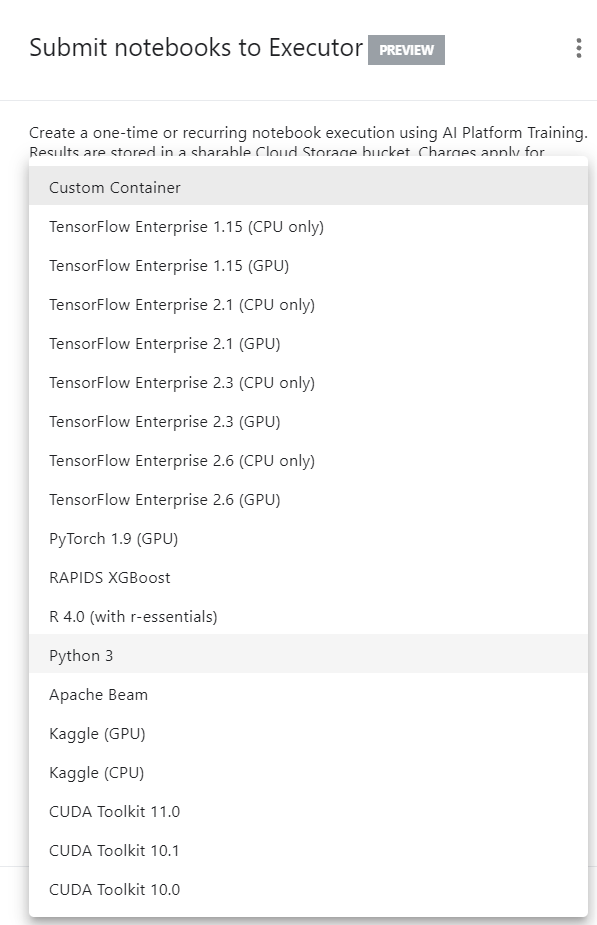 Submit notebooks to Executor PREVIEW
Create a one-time or recurring notebook execution using AI Platform Training.
Results are stored in a sharable Cloud Storage bucket. Charges apply for
Custom Container
TensorFlow Enterprise 1.15 (CPU only)
TensorFlow Enterprise 1.15 (GPU)
TensorFlow Enterprise 2.1 (CPU only)
TensorFlow Enterprise 2.1 (GPU)
TensorFlow Enterprise 2.3 (CPU only)
TensorFlow Enterprise 2.3 (GPU)
TensorFlow Enterprise 2.6 (CPU only)
TensorFlow Enterprise 2.6 (GPU)
PyTorch 1.9 (GPU)
RAPIDS XGBoost
R 4.0 (with r-essentials)
Python 3
Apache Beam
Kaggle (GPU)
Kaggle (CPU)
CUDA Toolkit 11.0
CUDA Toolkit 10.1
CUDA Toolkit 10.0